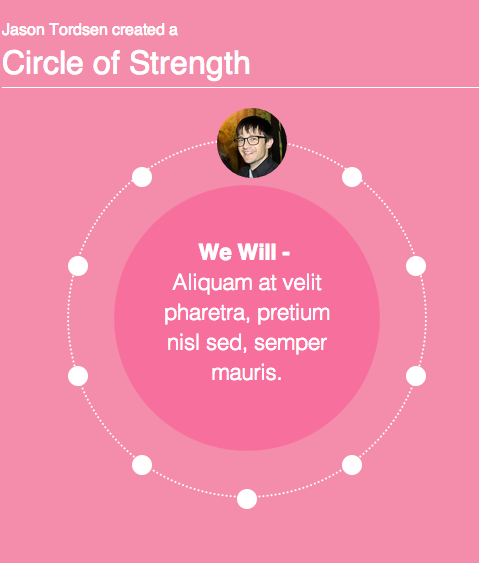 Jason Tordsen created a
Circle of Strength
We Will -
Aliquam at velit
pharetra, pretium
nisl sed, semper
mauris.